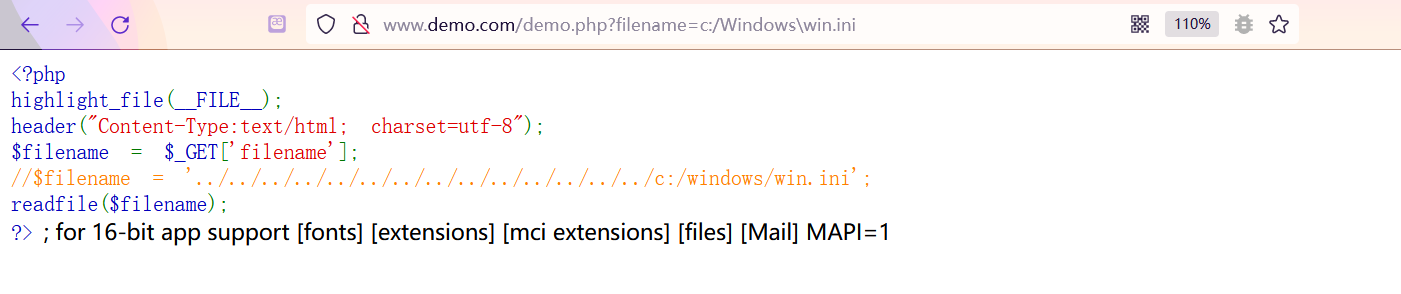 www.demo.com/demo.php?filename=c:/Windows\win.ini
110%
<?php
highlight_file(__FILE__);
header("Content-Type:text/html;  charset=utf-8");
$filename  =  $_GET['filename'];
//$filename  =  '../../../../../../../../../../../../../../c:/windows/win.ini';
readfile($filename);
?> ; for 16-bit app support [fonts] [extensions] [mci extensions] [files] [Mail] MAPI=1